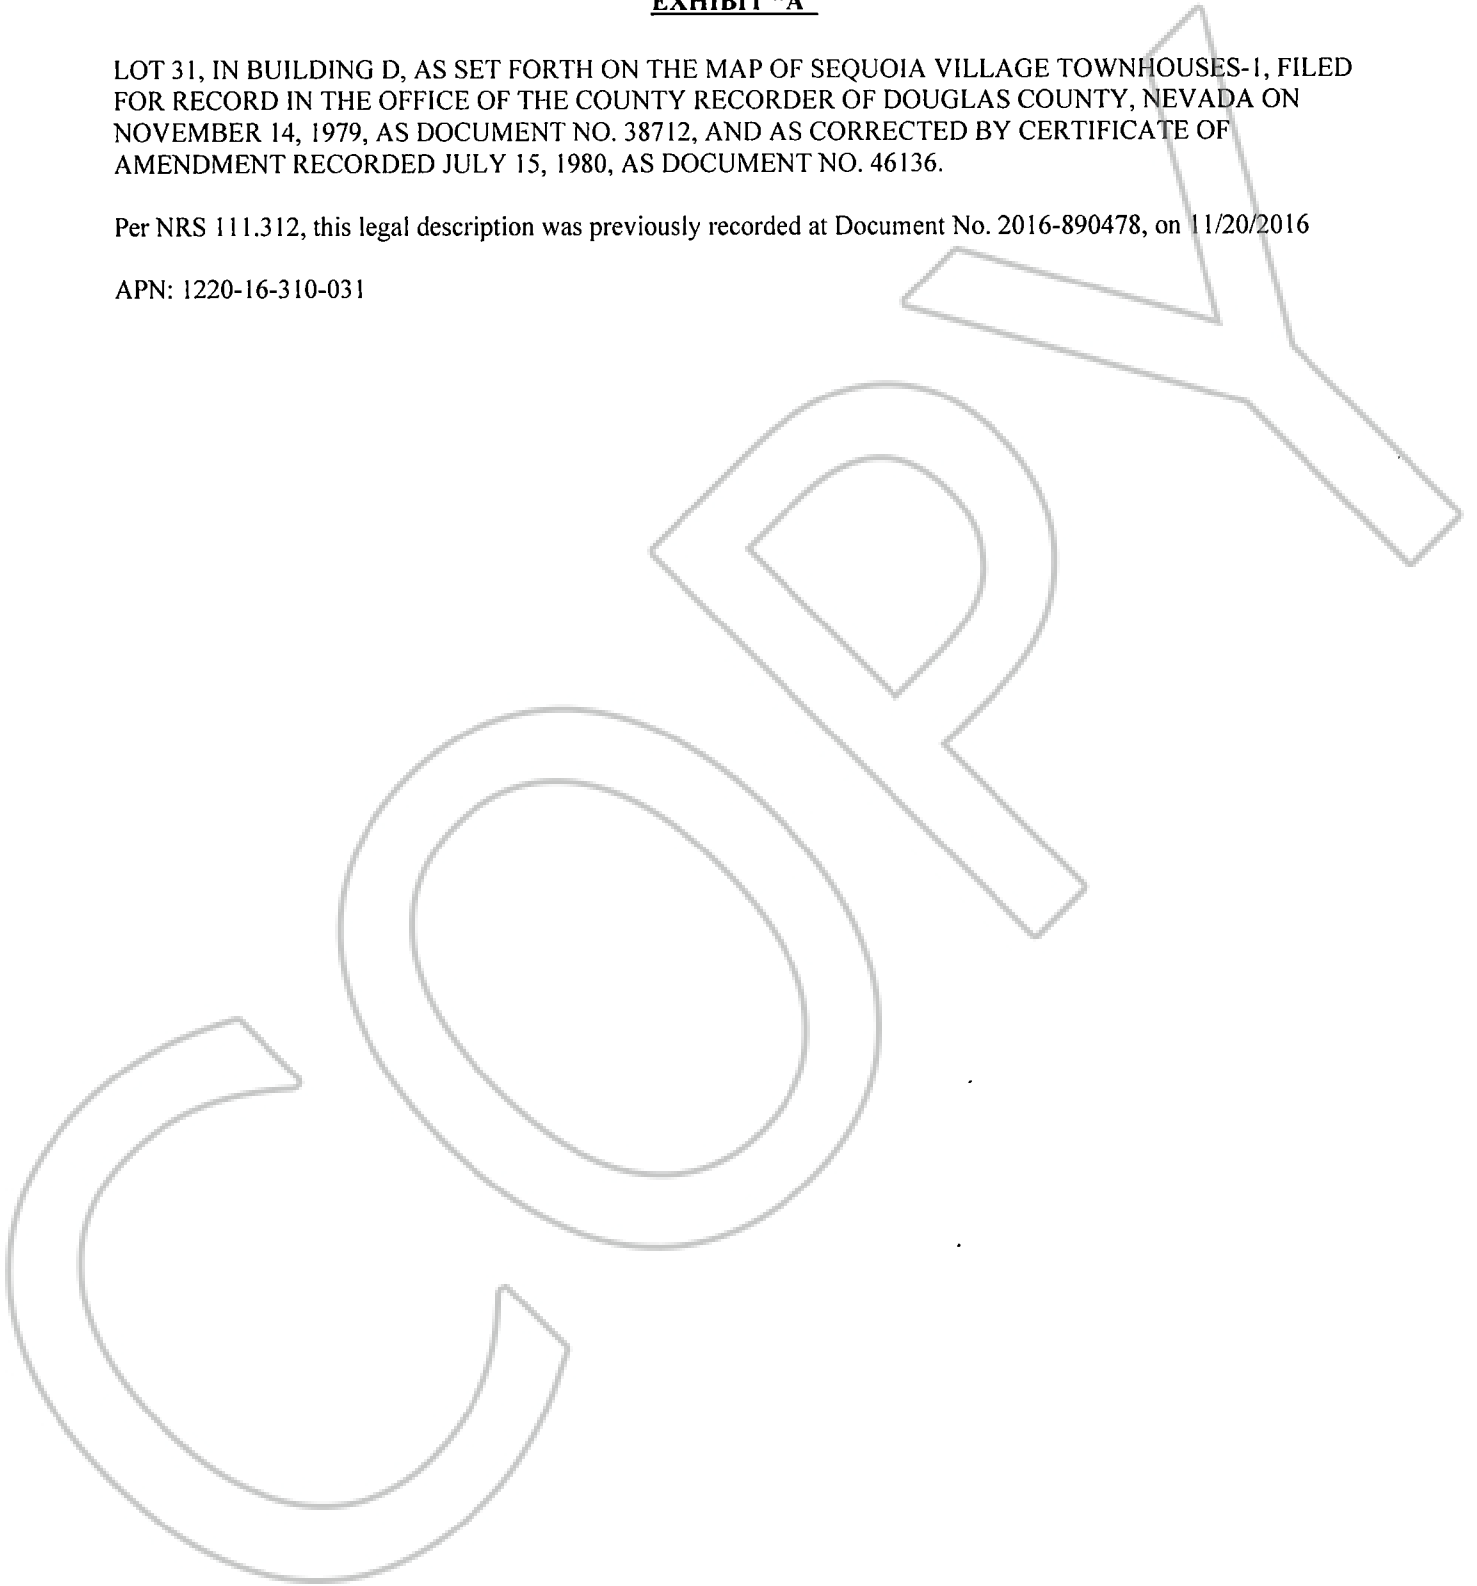 EXHIBIT "A"
LOT 31, IN BUILDING D, AS SET FORTH ON THE MAP OF SEQUOIA VILLAGE TOWNHOUSES-1, FILED
FOR RECORD IN THE OFFICE OF THE COUNTY RECORDER OF DOUGLAS COUNTY, NEVADA ON
NOVEMBER 14, 1979, AS DOCUMENT NO. 38712, AND AS CORRECTED BY CERTIFICATE OF
AMENDMENT RECORDED JULY 15, 1980, AS DOCUMENT NO. 46136.
Per NRS 111.312, this legal description was previously recorded at Document No. 2016-890478, on 11/20/2016
APN: 1220-16-310-031
COPY